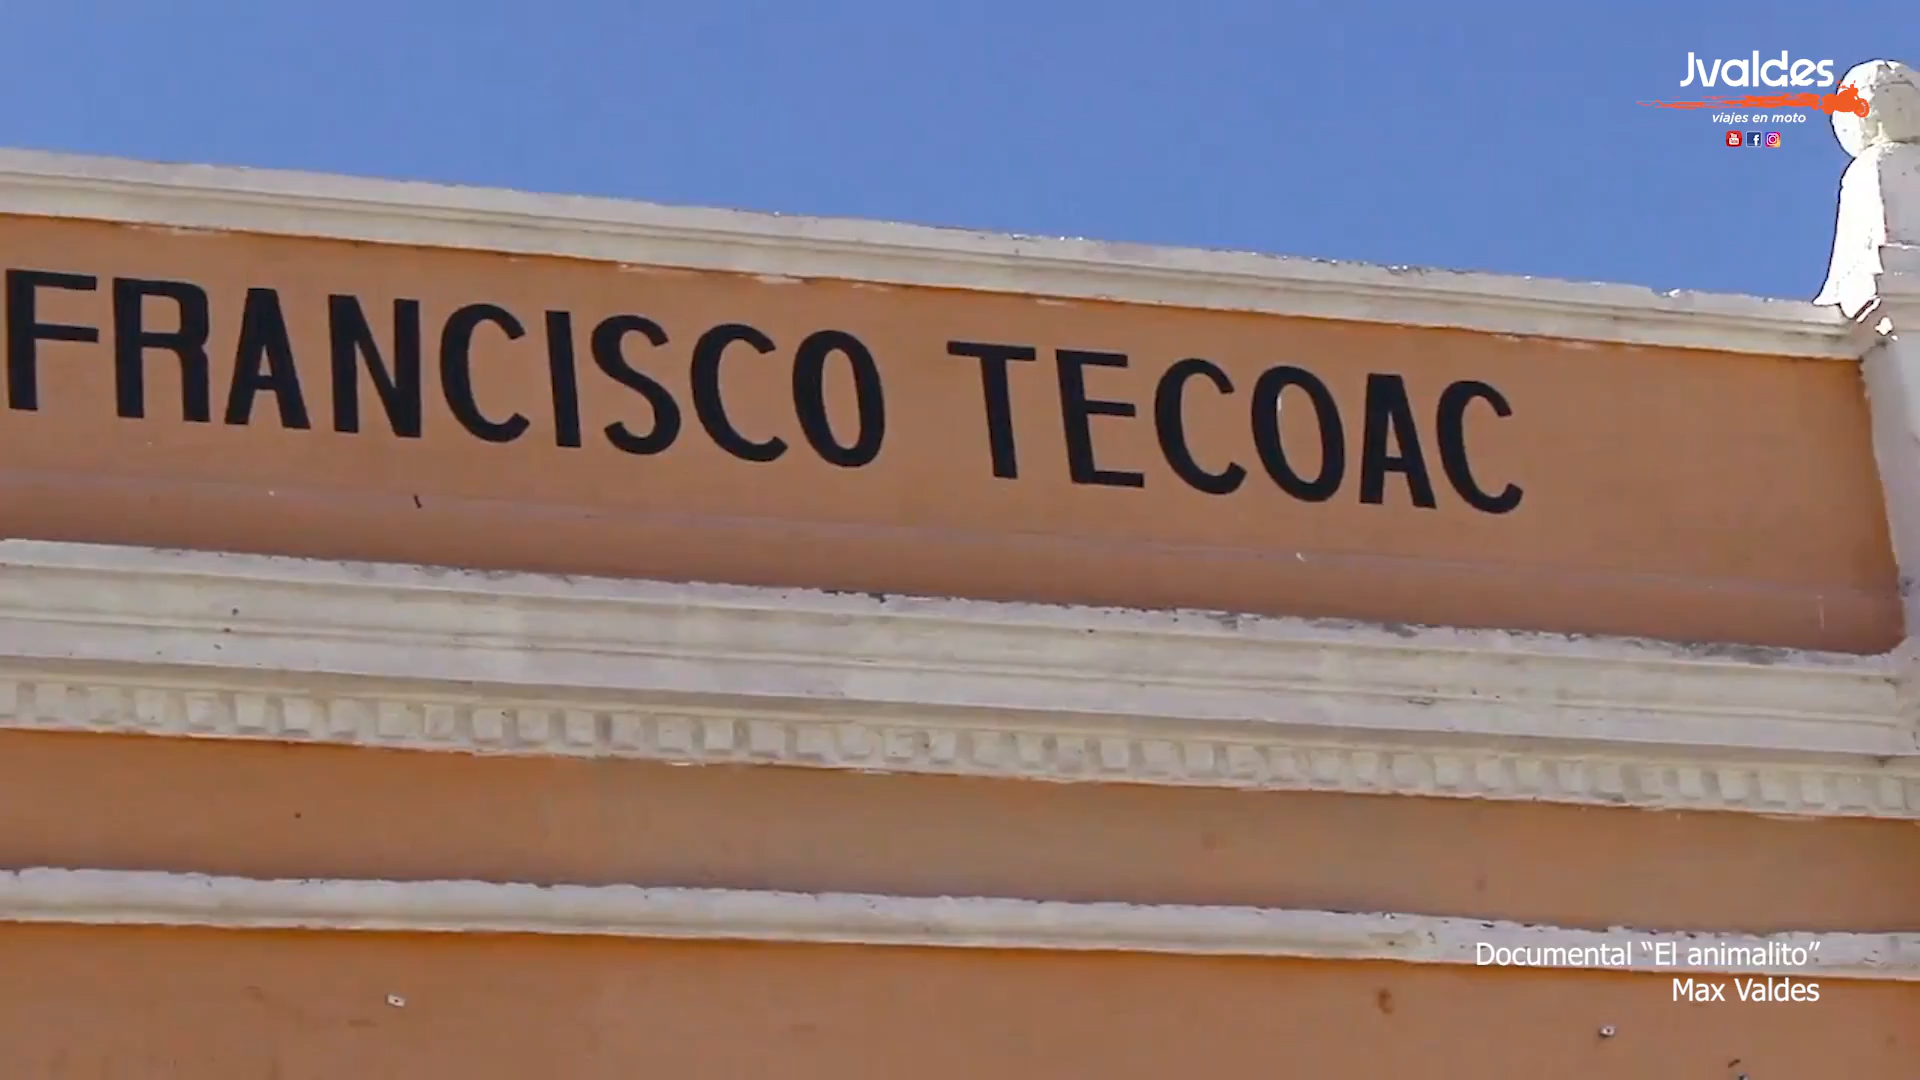 Jvaldes
viajes en moto
FRANCISCO TECOAC
Documental “El animalito”
Max Valdes